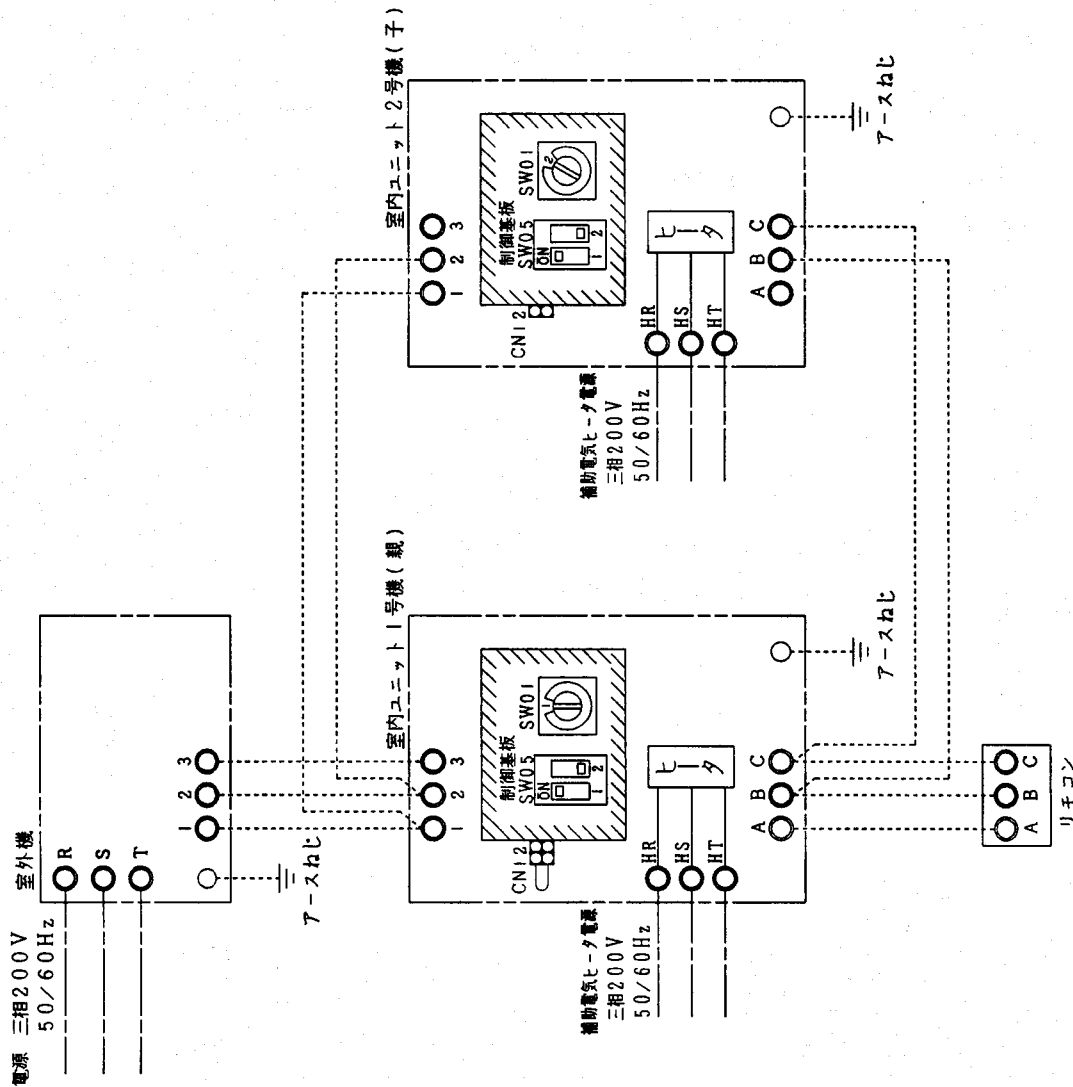 電源 三相200V
50/60Hz
室外機
R
S
T
1 2 3
アースねじ
室内ユニット1号機(親)
1 2 3
制御基板
SW05
ON
1 2
SW01
1
CN12
補助電気ヒータ電源
三相200V
50/60Hz
HR
HS
HT
ヒータ
A B C
アースねじ
リモコン
A B C
室内ユニット2号機(子)
1 2 3
制御基板
SW05
ON
1 2
SW01
2
CN12
補助電気ヒータ電源
三相200V
50/60Hz
HR
HS
HT
ヒータ
A B C
アースねじ